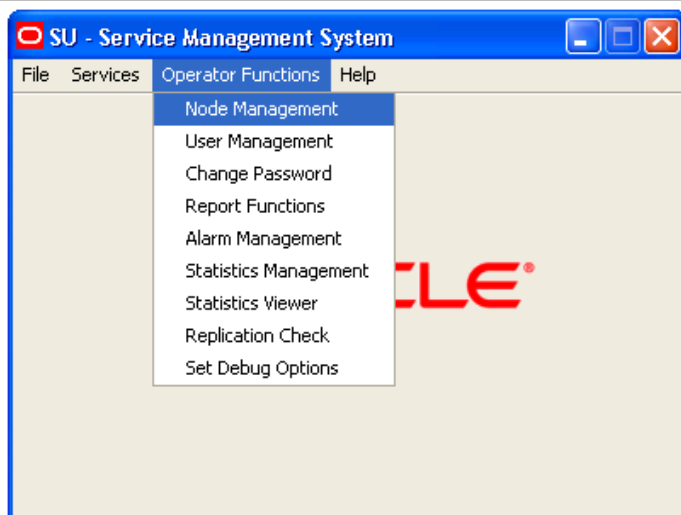 SU - Service Management System
File Services Operator Functions Help
Node Management
User Management
Change Password
Report Functions
Alarm Management
Statistics Management
Statistics Viewer
Replication Check
Set Debug Options
CLE®